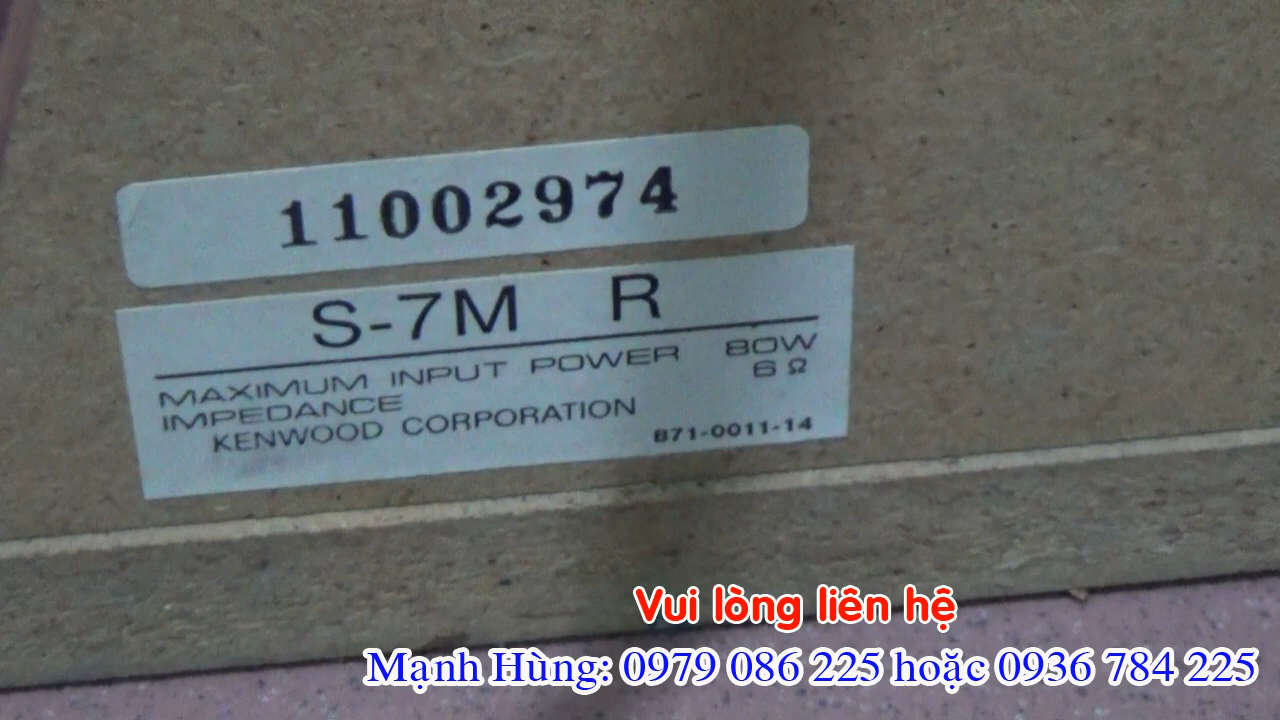 11002974
S-7M R
MAXIMUM INPUT POWER 80W
IMPEDANCE 6 Ω
KENWOOD CORPORATION
B71-0011-14
Vui lòng liên hệ
Mạnh Hùng: 0979 086 225 hoặc 0936 784 225